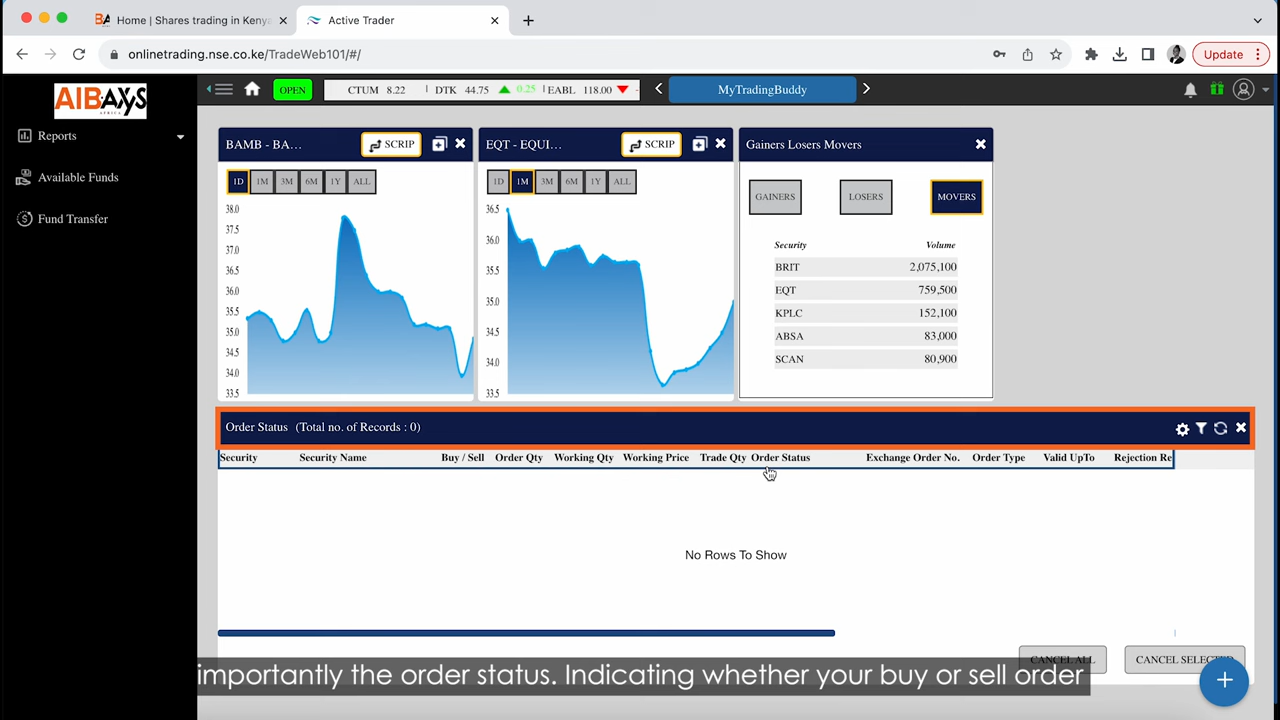 Home | Shares trading in Kenya
Active Trader
onlinetrading.nse.co.ke/TradeWeb101/#/
Update
AIBAXYS
AFRICA
OPEN
CTUM 8.22 DTK 44.75 0.25 EABL 118.00
MyTradingBuddy
Reports
Available Funds
Fund Transfer
BAMB - BA...
SCRIP
1D 1M 3M 6M 1Y ALL
38.0
37.5
37.0
36.5
36.0
35.5
35.0
34.5
34.0
33.5
EQT - EQUI...
SCRIP
1D 1M 3M 6M 1Y ALL
36.5
36.0
35.5
35.0
34.5
34.0
33.5
Gainers Losers Movers
GAINERS LOSERS MOVERS
Security Volume
BRIT 2,075,100
EQT 759,500
KPLC 152,100
ABSA 83,000
SCAN 80,900
Order Status (Total no. of Records : 0)
Security Security Name Buy / Sell Order Qty Working Qty Working Price Trade Qty Order Status Exchange Order No. Order Type Valid UpTo Rejection Re
No Rows To Show
CANCEL ALL CANCEL SELECTED
importantly the order status. Indicating whether your buy or sell order